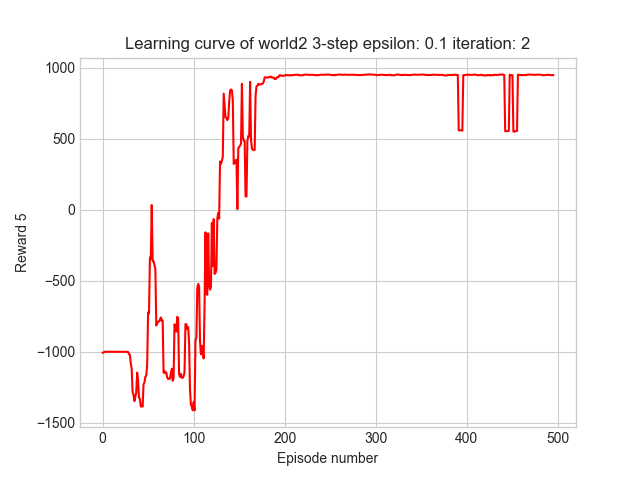 Learning curve of world2 3-step epsilon: 0.1 iteration: 2
1000
500
0
−500
−1000
−1500
Reward 5
0 100 200 300 400 500
Episode number